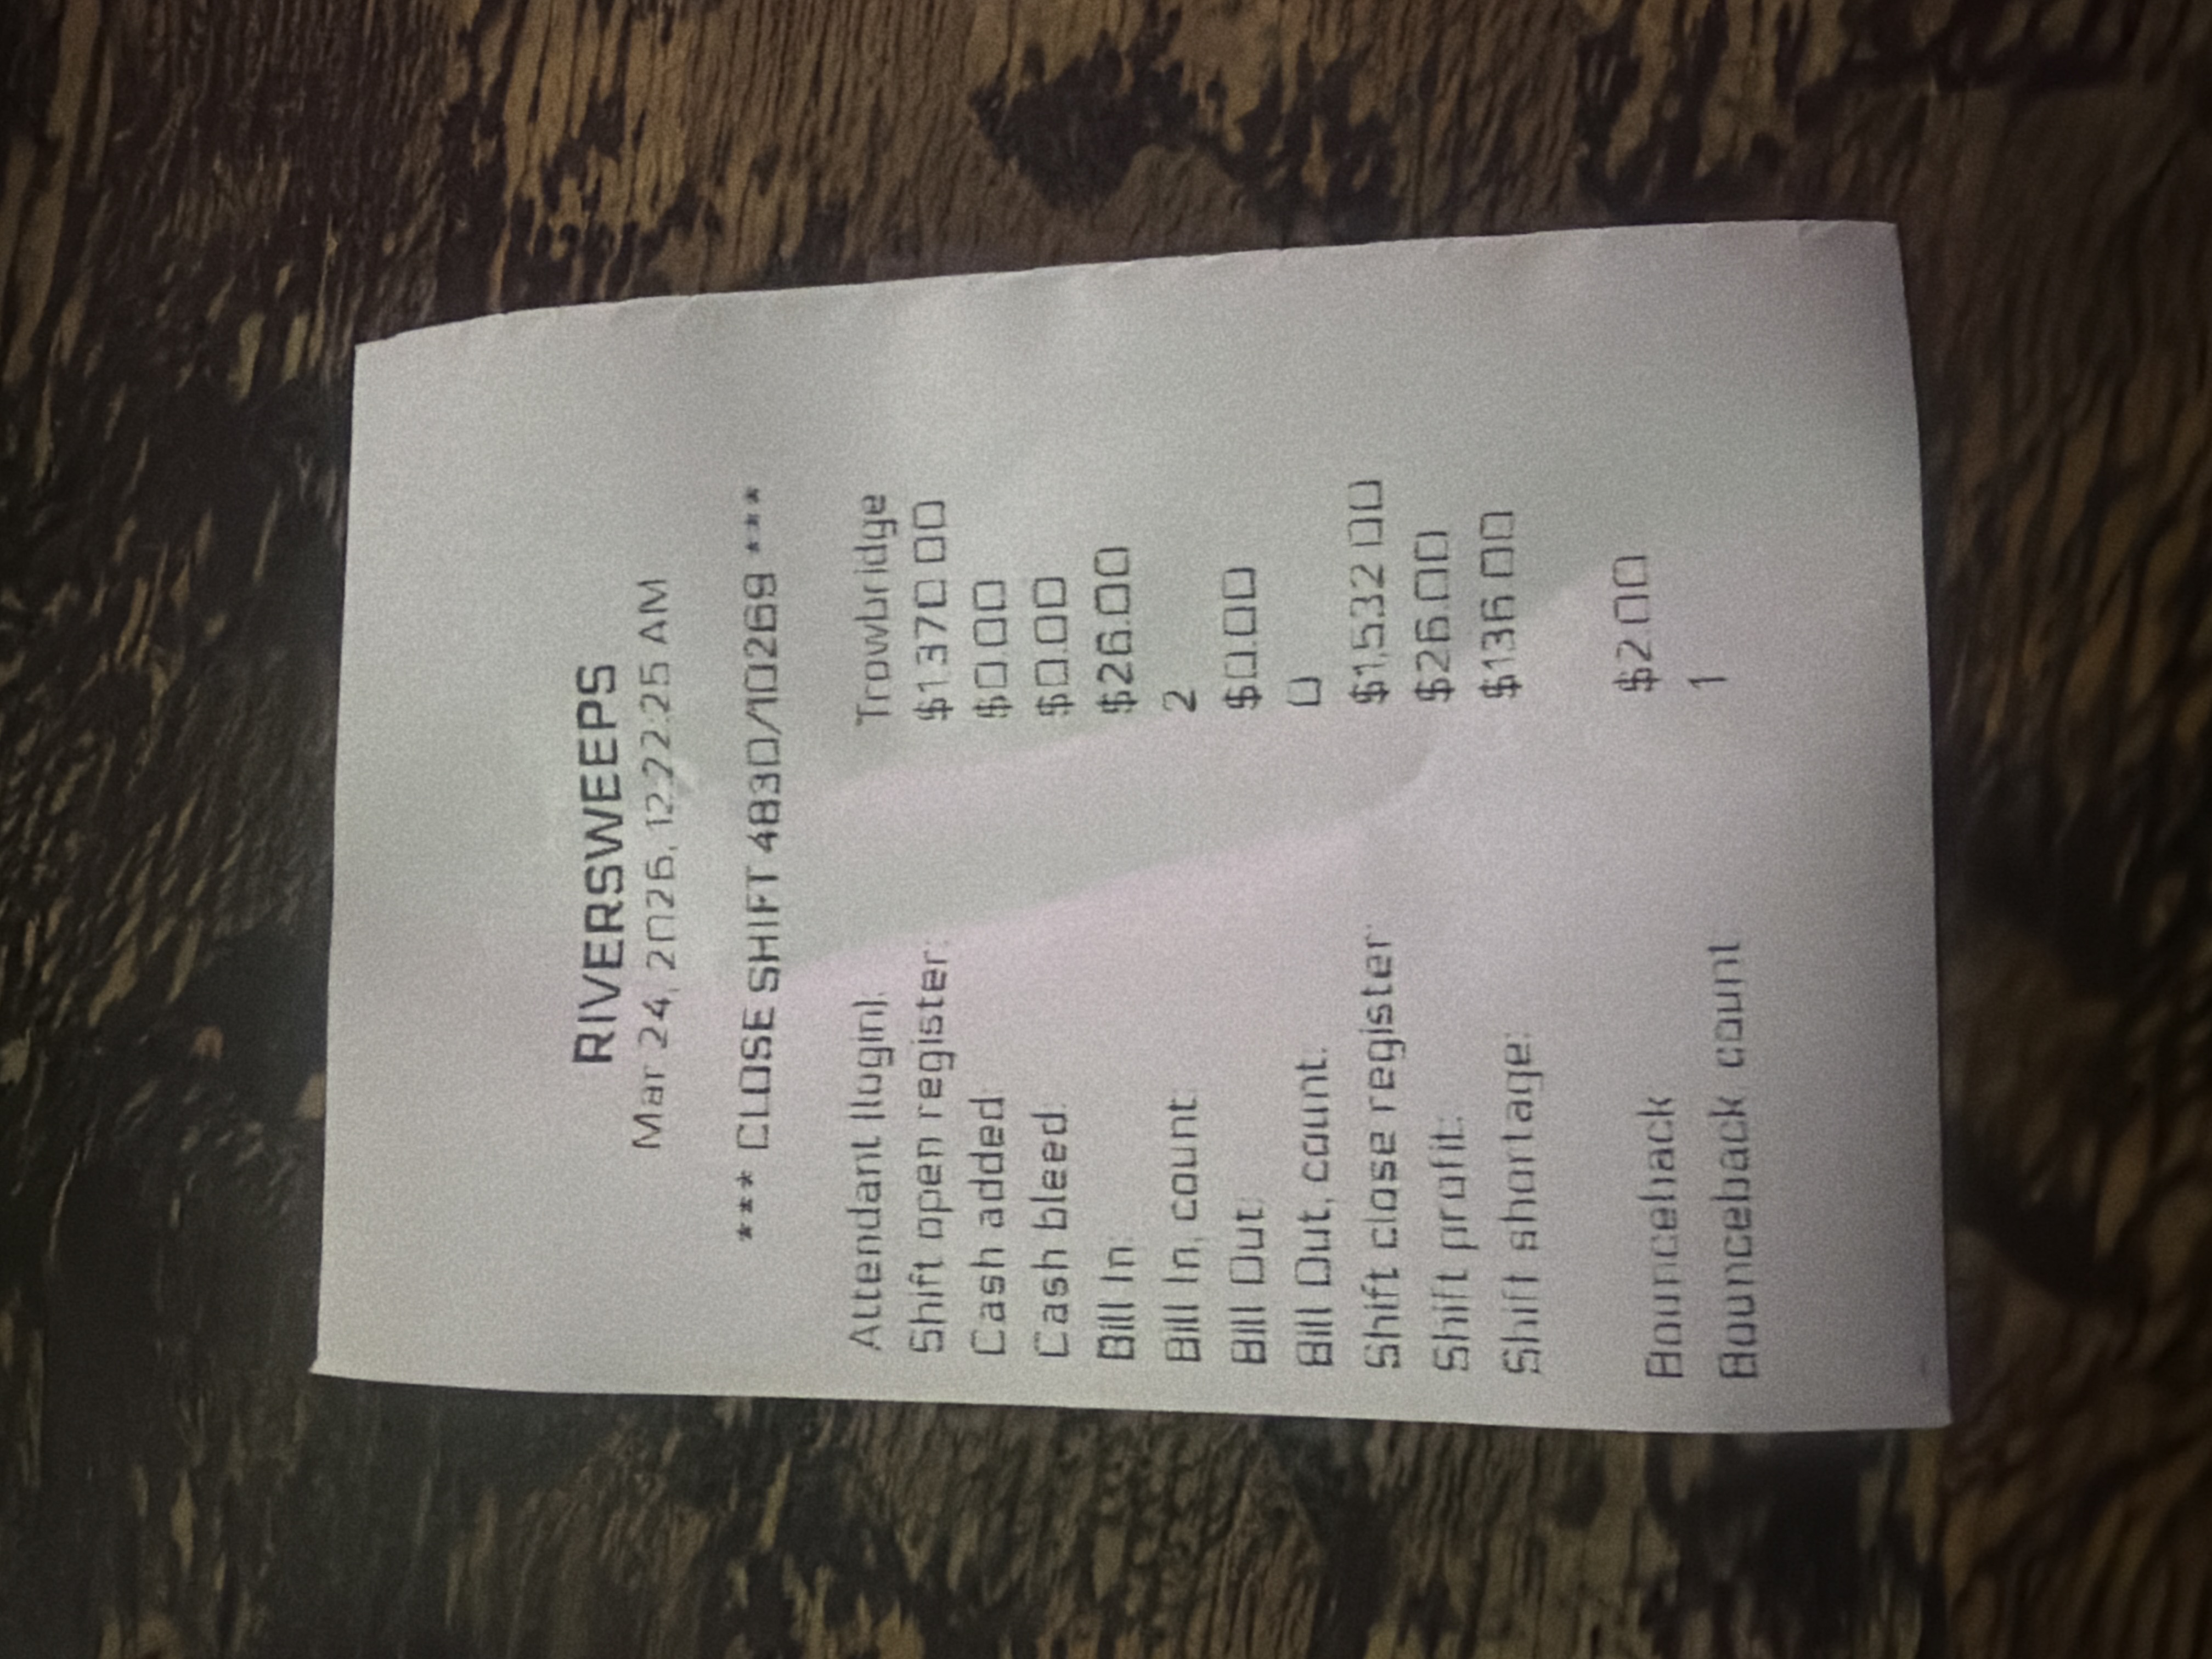 RIVERSWEEPS
Mar 24, 2026, 12:22:25 AM
*** CLOSE SHIFT 4830/110269 ***
Attendant (login): Trowbridge
Shift open register: $1370.00
Cash added: $0.00
Cash bleed: $0.00
Bill In: $26.00
Bill In, count: 2
Bill Out: $0.00
Bill Out, count: 0
Shift close register: $1,532.00
Shift profit: $26.00
Shift shortage: $136.00
Bounceback $2.00
Bounceback count 1